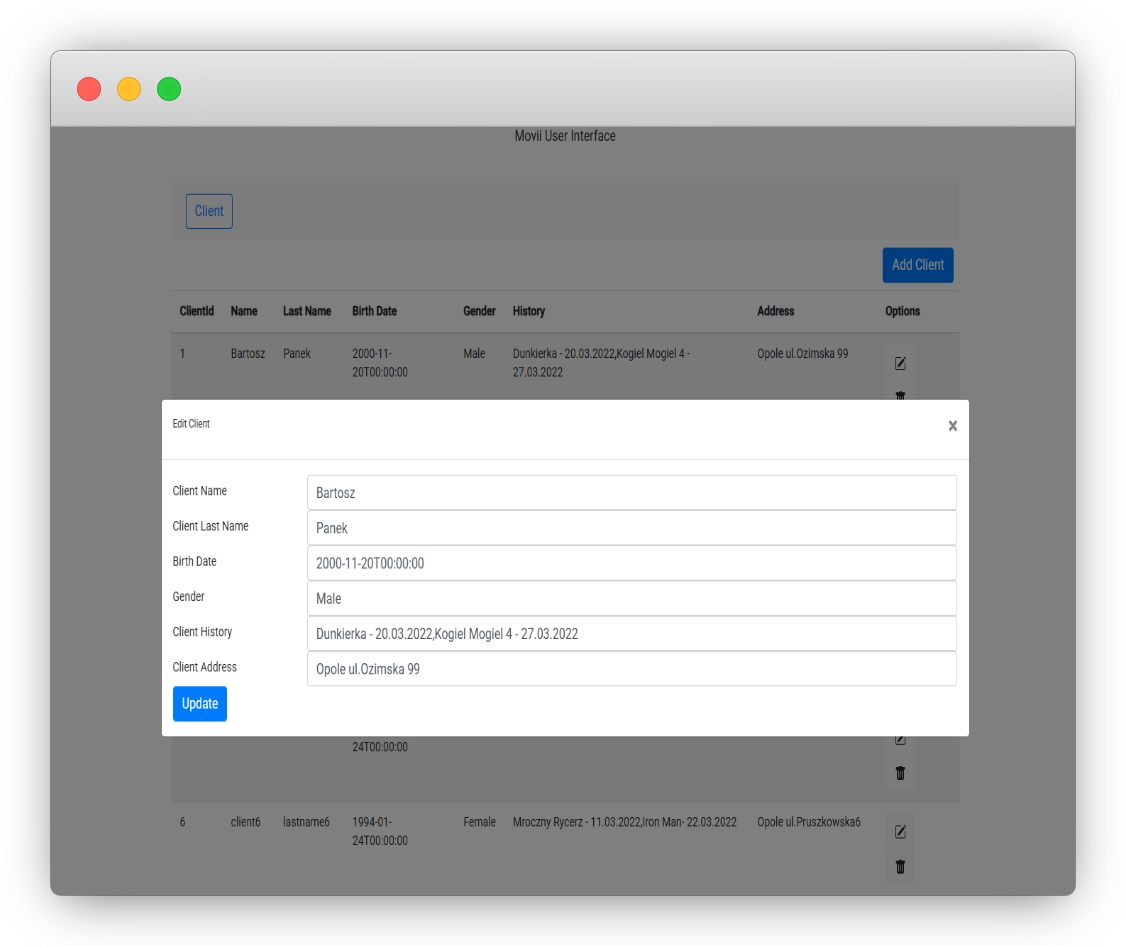 Movii User Interface
Client
Add Client
ClientId Name Last Name Birth Date Gender History Address Options
1 Bartosz Panek 2000-11- Male Dunkierka - 20.03.2022,Kogiel Mogiel 4 - Opole ul.Ozimska 99
20T00:00:00 27.03.2022
Edit Client ×
Client Name Bartosz
Client Last Name Panek
Birth Date 2000-11-20T00:00:00
Gender Male
Client History Dunkierka - 20.03.2022,Kogiel Mogiel 4 - 27.03.2022
Client Address Opole ul.Ozimska 99
Update
24T00:00:00
6 client6 lastname6 1994-01- Female Mroczny Rycerz - 11.03.2022,Iron Man- 22.03.2022 Opole ul.Pruszkowska6
24T00:00:00